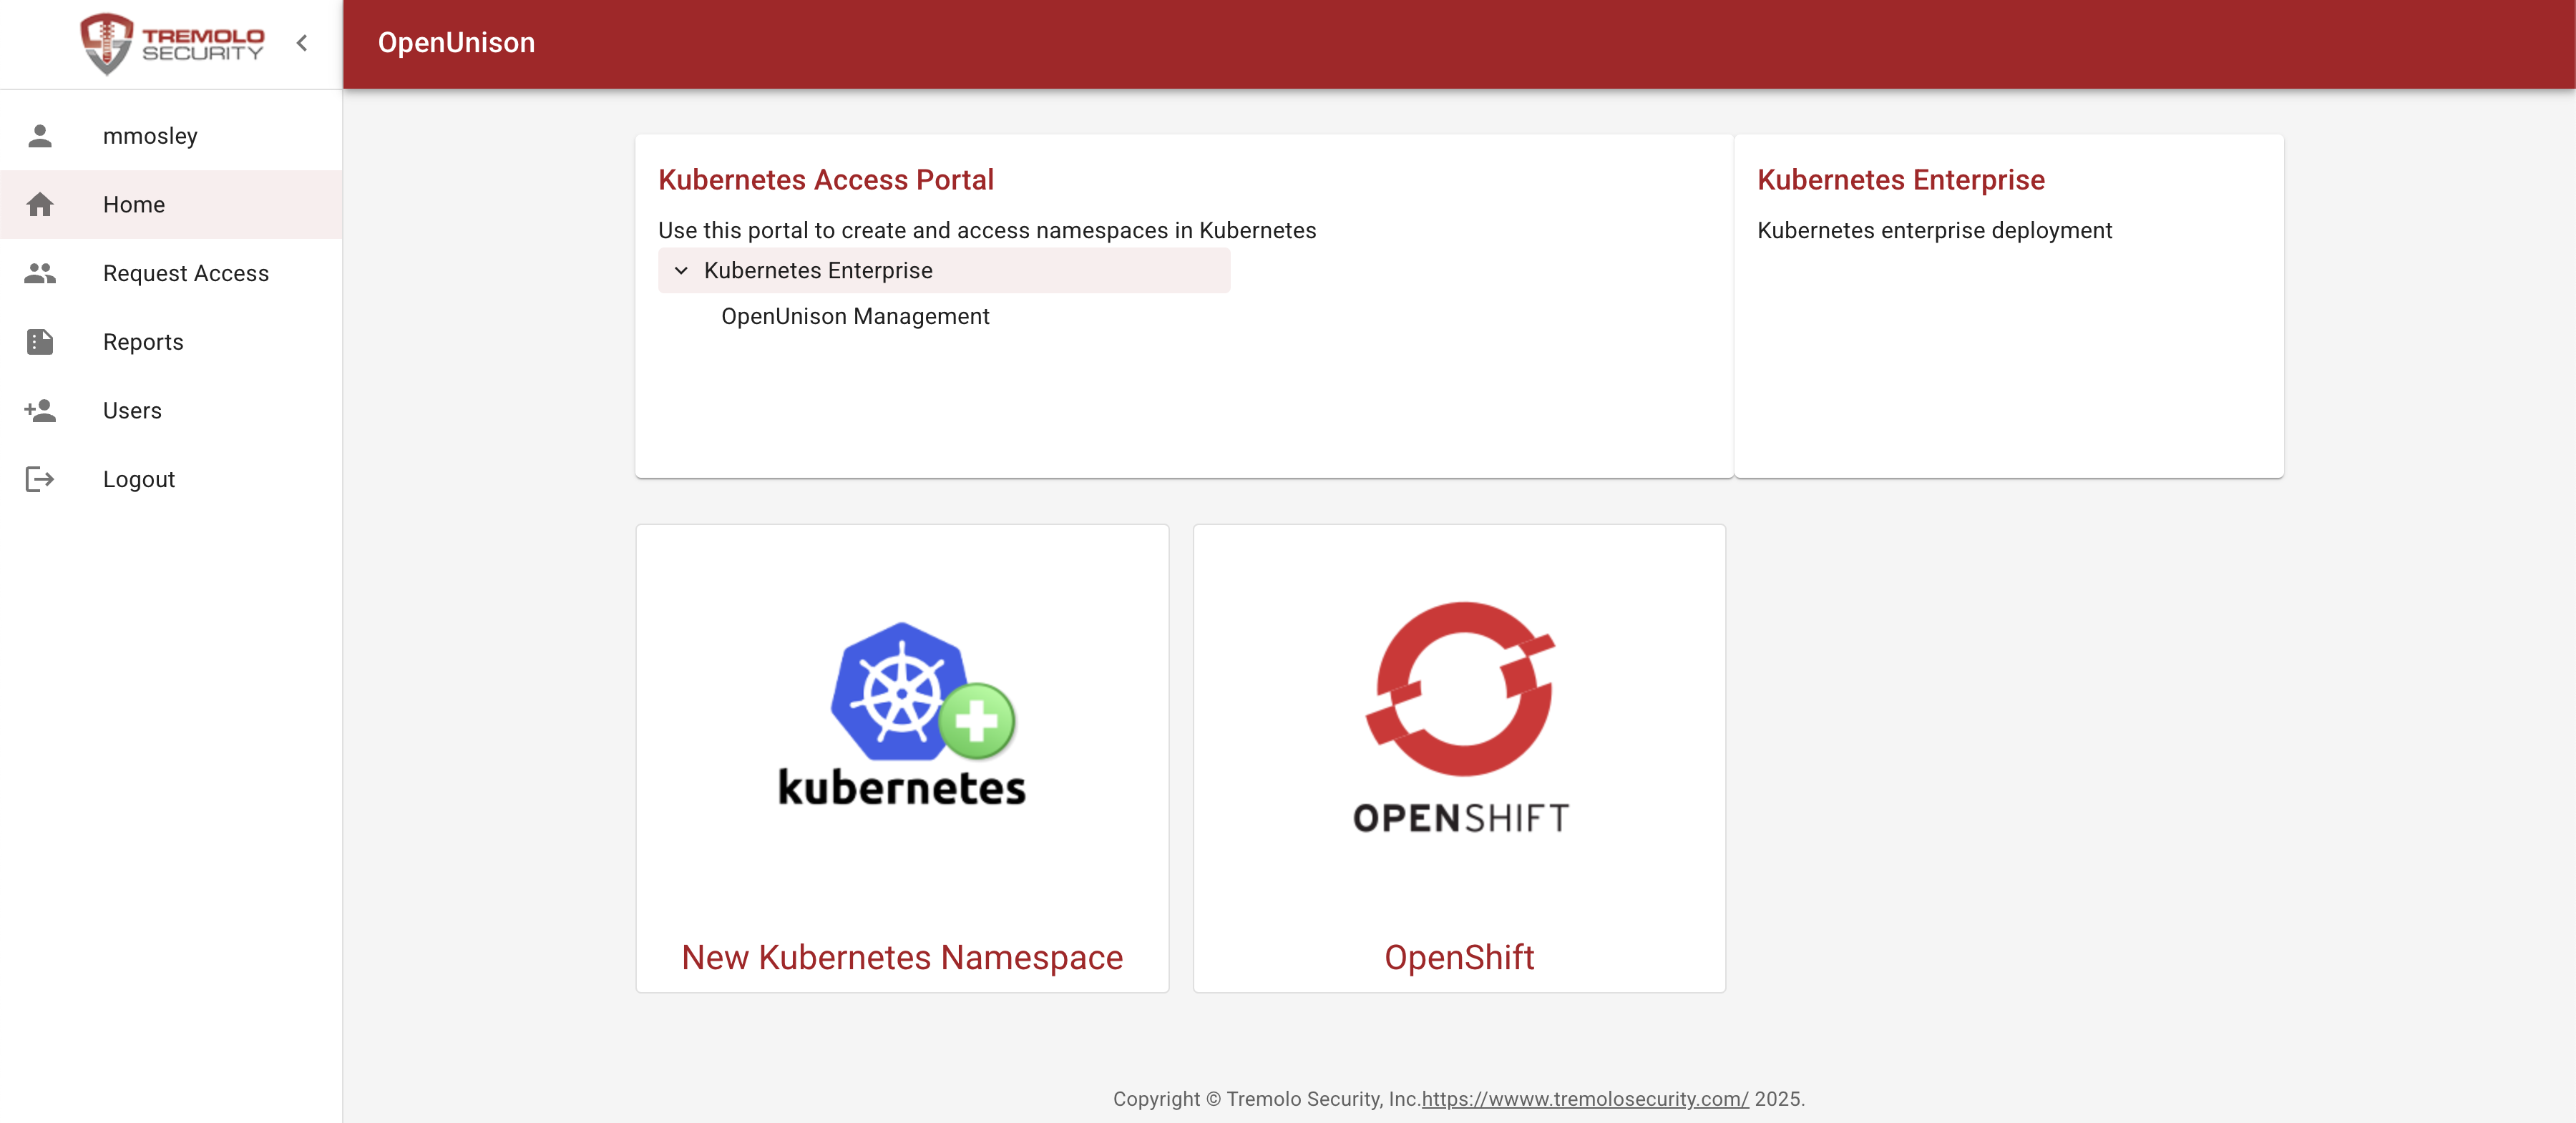 TREMOLO
SECURITY
OpenUnison
mmosley
Home
Request Access
Reports
Users
Logout
Kubernetes Access Portal
Use this portal to create and access namespaces in Kubernetes
Kubernetes Enterprise
OpenUnison Management
Kubernetes Enterprise
Kubernetes enterprise deployment
kubernetes
New Kubernetes Namespace
OPENSHIFT
OpenShift
Copyright © Tremolo Security, Inc.https://wwww.tremolosecurity.com/ 2025.